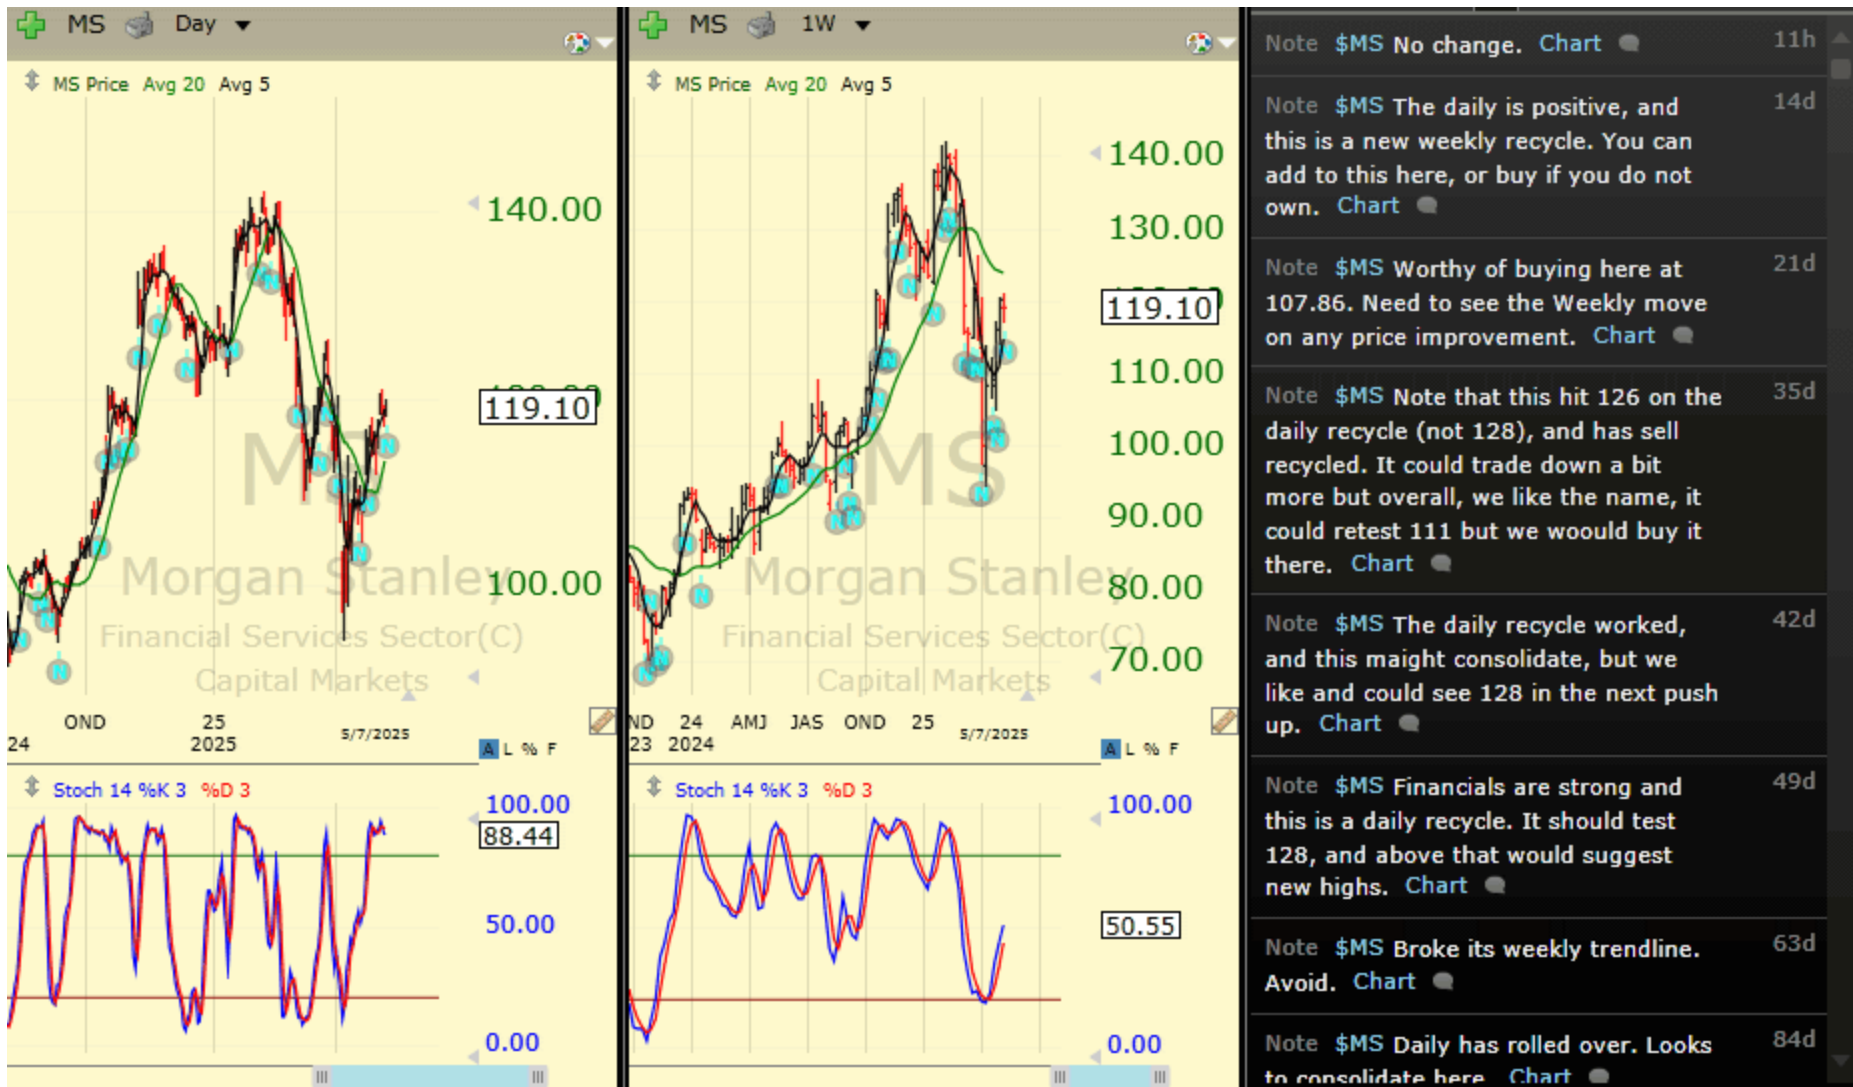 MS Day
MS Price Avg 20 Avg 5
140.00
119.10
100.00
MS
Morgan Stanley
Financial Services Sector(C)
Capital Markets
OND 25
24 2025 5/7/2025
A L % F
Stoch 14 %K 3 %D 3
100.00
88.44
50.00
0.00
MS 1W
MS Price Avg 20 Avg 5
140.00
130.00
119.10
110.00
100.00
90.00
80.00
70.00
MS
Morgan Stanley
Financial Services Sector(C)
Capital Markets
ND 24 AMJ JAS OND 25
23 2024 5/7/2025
A L % F
Stoch 14 %K 3 %D 3
100.00
50.55
0.00
Note $MS No change. Chart 11h
Note $MS The daily is positive, and 14d
this is a new weekly recycle. You can
add to this here, or buy if you do not
own. Chart
Note $MS Worthy of buying here at 21d
107.86. Need to see the Weekly move
on any price improvement. Chart
Note $MS Note that this hit 126 on the 35d
daily recycle (not 128), and has sell
recycled. It could trade down a bit
more but overall, we like the name, it
could retest 111 but we woould buy it
there. Chart
Note $MS The daily recycle worked, 42d
and this maight consolidate, but we
like and could see 128 in the next push
up. Chart
Note $MS Financials are strong and 49d
this is a daily recycle. It should test
128, and above that would suggest
new highs. Chart
Note $MS Broke its weekly trendline. 63d
Avoid. Chart
Note $MS Daily has rolled over. Looks 84d
to consolidate here. Chart